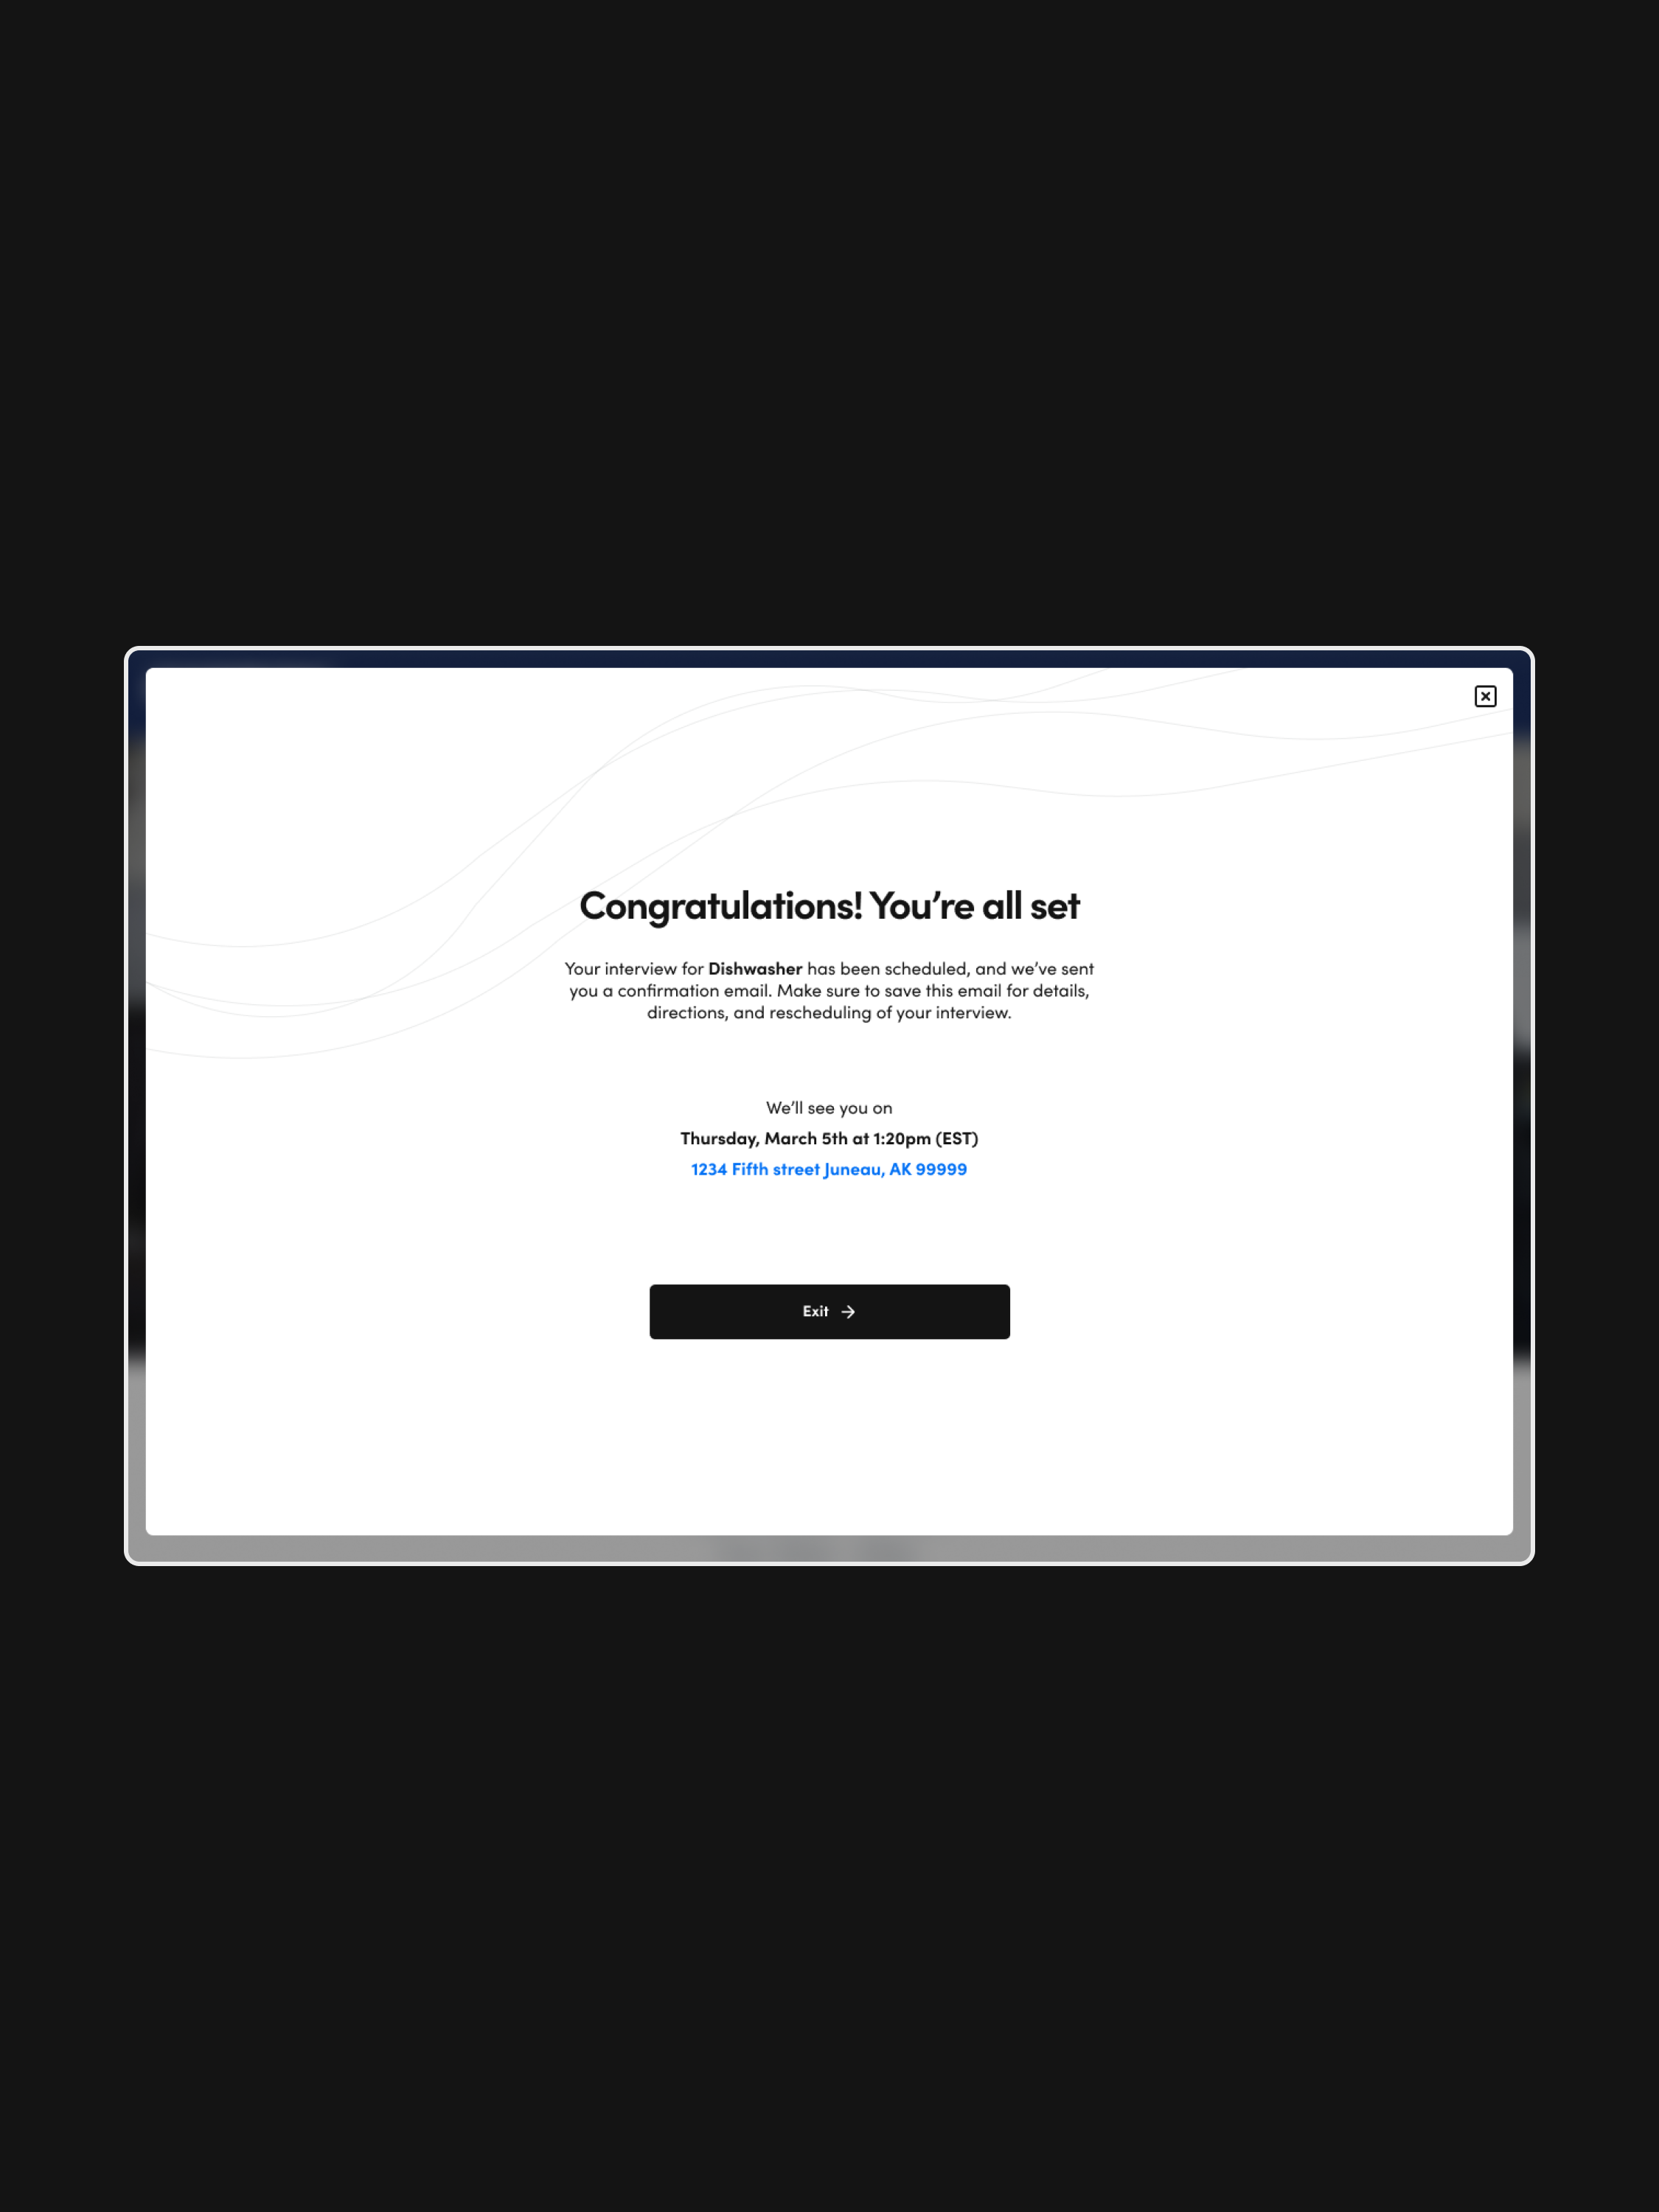 Congratulations! You’re all set
Your interview for Dishwasher has been scheduled, and we’ve sent
you a confirmation email. Make sure to save this email for details,
directions, and rescheduling of your interview.
We’ll see you on
Thursday, March 5th at 1:20pm (EST)
1234 Fifth street Juneau, AK 99999
Exit